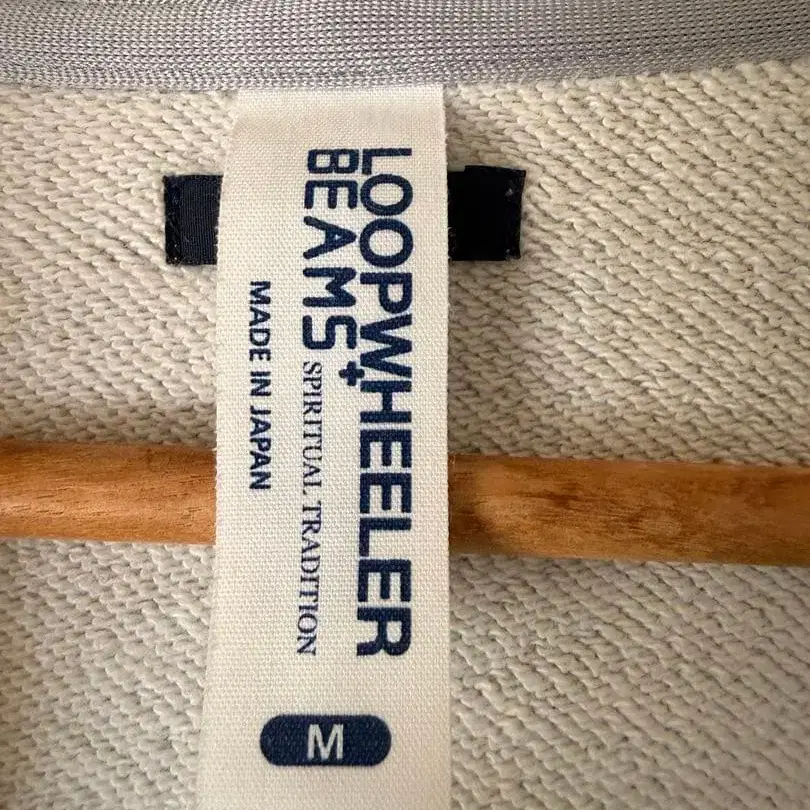 LOOPWHEELER
+
BEAMS
SPIRITUAL TRADITION
MADE IN JAPAN
M